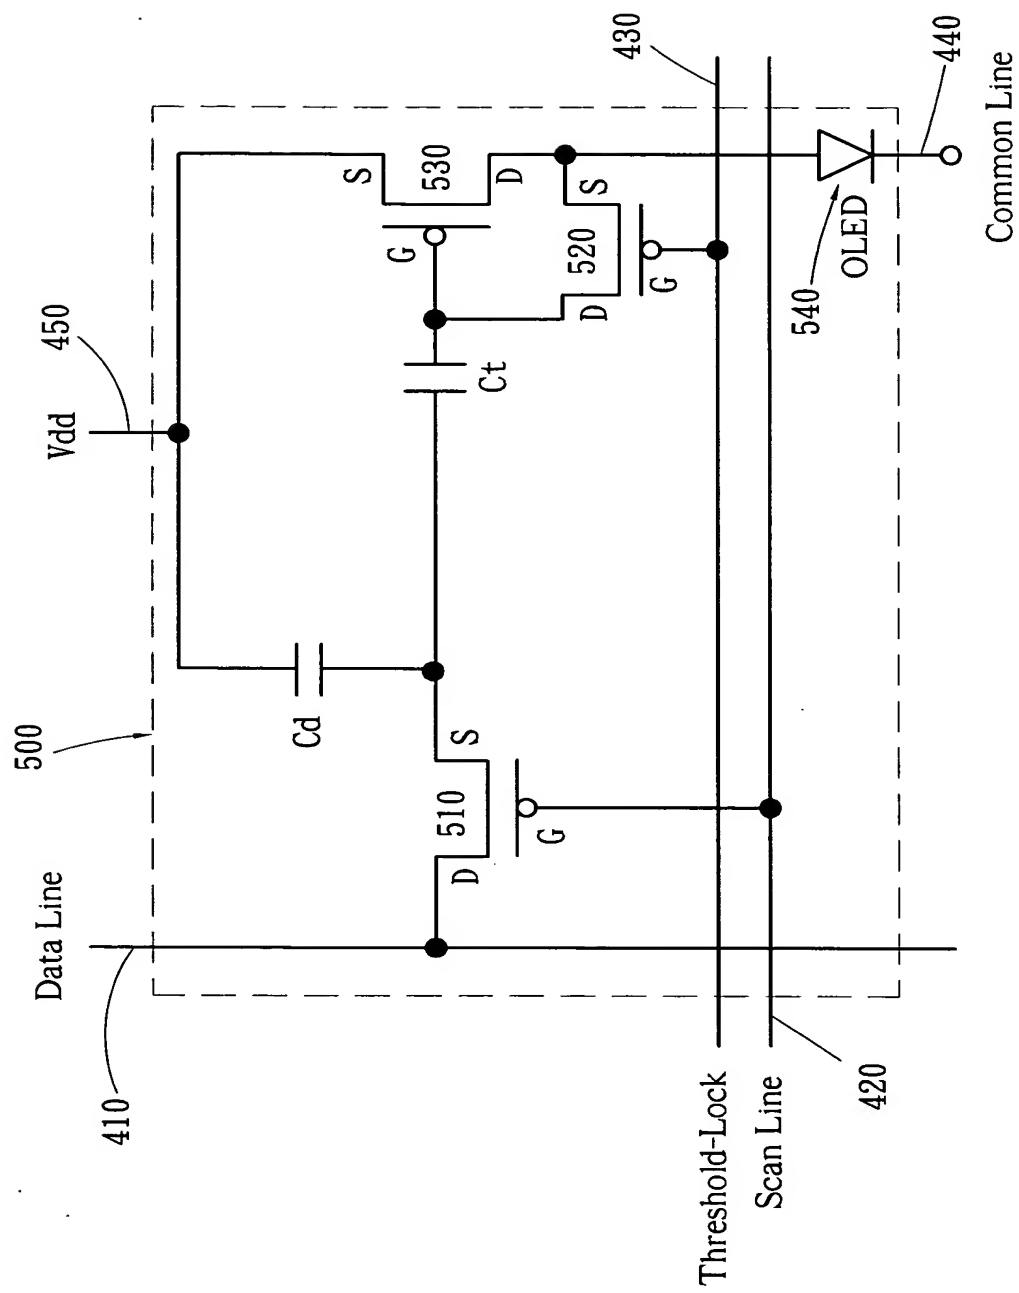 Data Line
Vdd
450
500
410
Cd
S
530
G
D
S
520
D
G
Ct
S
510
D
G
430
540
OLED
440
Common Line
Threshold-Lock
Scan Line
420